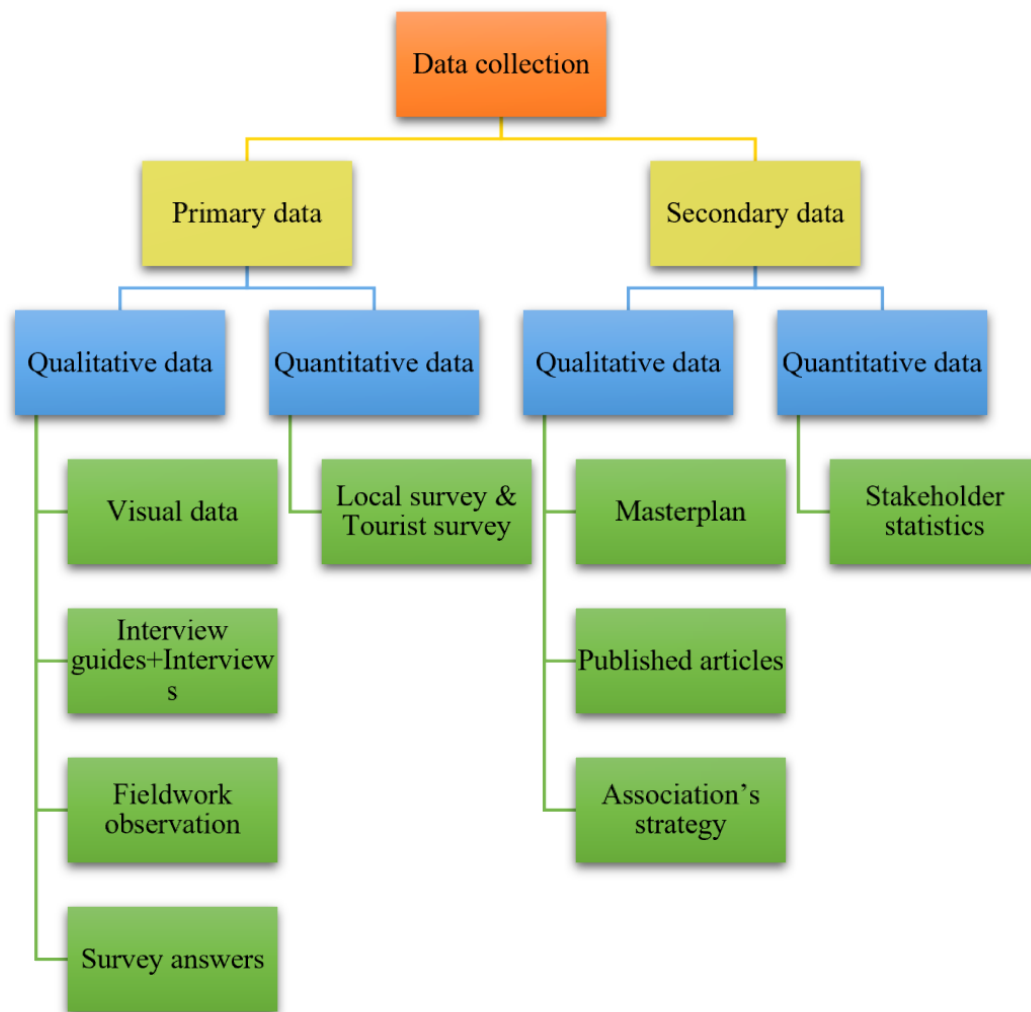 Data collection
Primary data
Secondary data
Qualitative data
Quantitative data
Qualitative data
Quantitative data
Visual data
Local survey &
Tourist survey
Masterplan
Stakeholder
statistics
Interview
guides+Interview
s
Published articles
Fieldwork
observation
Association’s
strategy
Survey answers